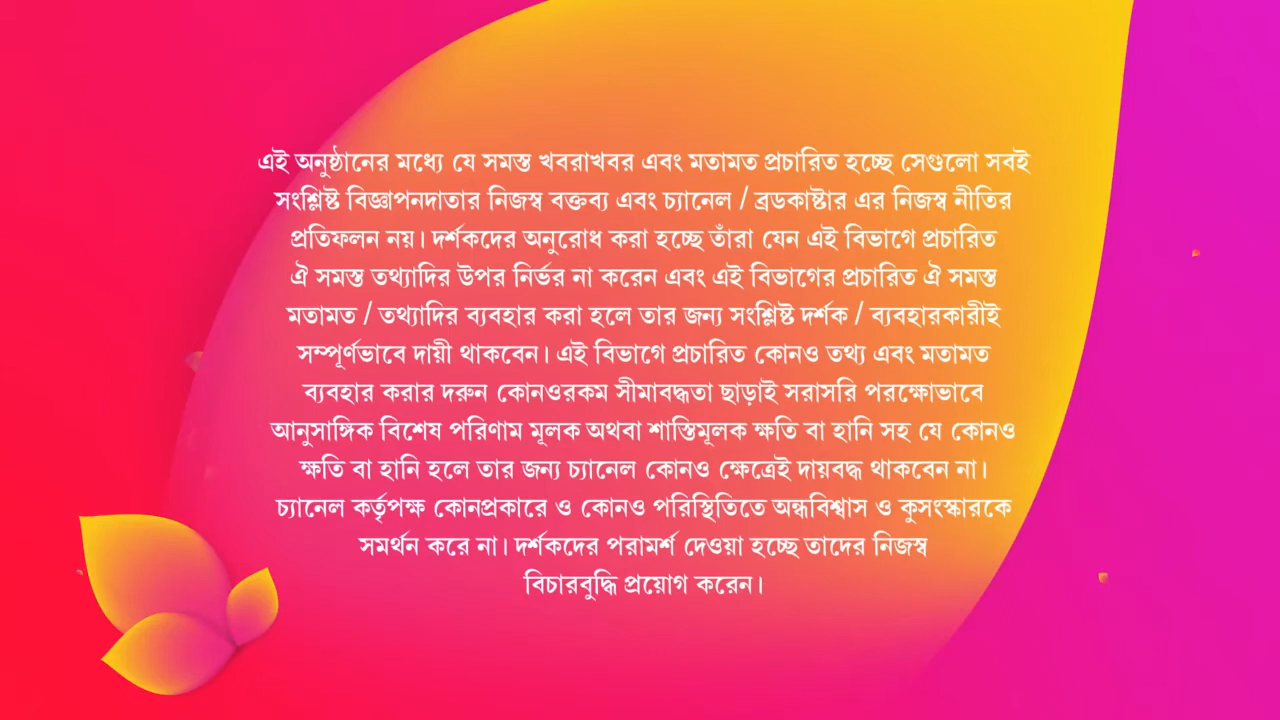 এই অনুষ্ঠানের মধ্যে যে সমস্ত খবরাখবর এবং মতামত প্রচারিত হচ্ছে সেগুলো সবই
সংশ্লিষ্ট বিজ্ঞাপনদাতার নিজস্ব বক্তব্য এবং চ্যানেল / ব্রডকাষ্টার এর নিজস্ব নীতির
প্রতিফলন নয়। দর্শকদের অনুরোধ করা হচ্ছে তাঁরা যেন এই বিভাগে প্রচারিত
ঐ সমস্ত তথ্যাদির উপর নির্ভর না করেন এবং এই বিভাগের প্রচারিত ঐ সমস্ত
মতামত / তথ্যাদির ব্যবহার করা হলে তার জন্য সংশ্লিষ্ট দর্শক / ব্যবহারকারীই
সম্পূর্ণভাবে দায়ী থাকবেন। এই বিভাগে প্রচারিত কোনও তথ্য এবং মতামত
ব্যবহার করার দরুন কোনওরকম সীমাবদ্ধতা ছাড়াই সরাসরি পরক্ষোভাবে
আনুসাঙ্গিক বিশেষ পরিণাম মূলক অথবা শাস্তিমূলক ক্ষতি বা হানি সহ যে কোনও
ক্ষতি বা হানি হলে তার জন্য চ্যানেল কোনও ক্ষেত্রেই দায়বদ্ধ থাকবেন না।
চ্যানেল কর্তৃপক্ষ কোনপ্রকারে ও কোনও পরিস্থিতিতে অন্ধবিশ্বাস ও কুসংস্কারকে
সমর্থন করে না। দর্শকদের পরামর্শ দেওয়া হচ্ছে তাদের নিজস্ব
বিচারবুদ্ধি প্রয়োগ করেন।